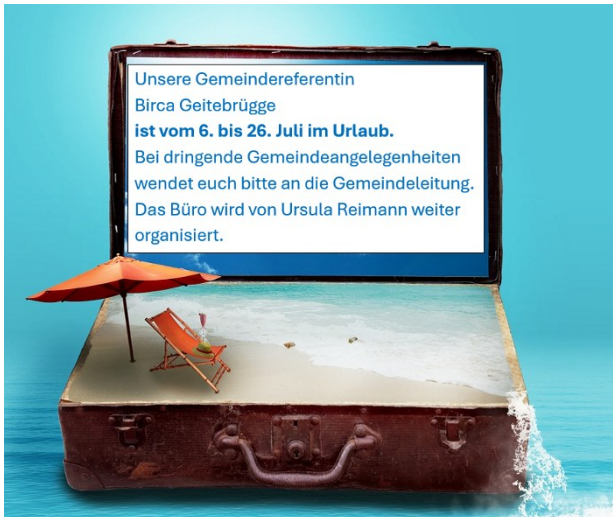 Unsere Gemeindereferentin
Birca Geitebrügge
ist vom 6. bis 26. Juli im Urlaub.
Bei dringende Gemeindeangelegenheiten
wendet euch bitte an die Gemeindeleitung.
Das Büro wird von Ursula Reimann weiter
organisiert.